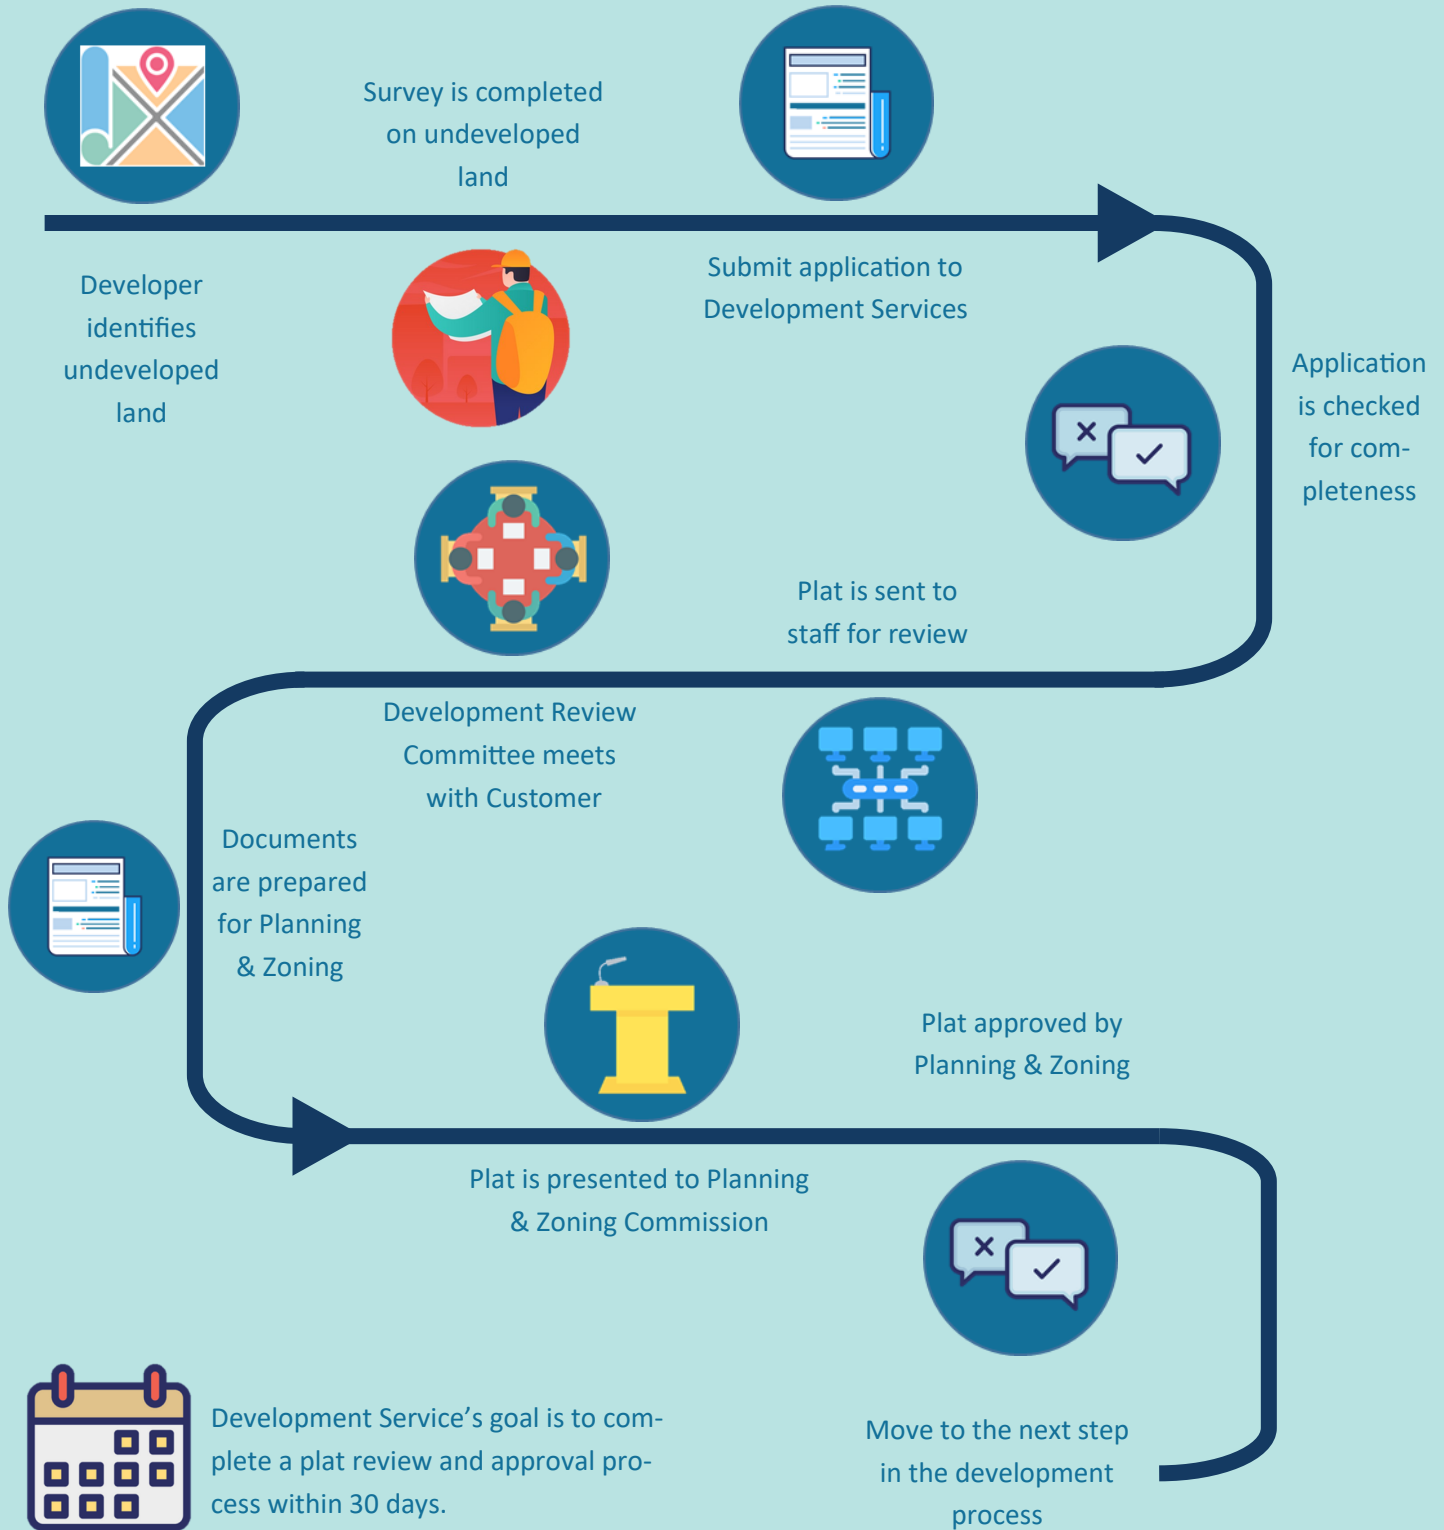 Survey is completed
on undeveloped
land
Developer
identifies
undeveloped
land
Submit application to
Development Services
Application
is checked
for com-
pleteness
Plat is sent to
staff for review
Development Review
Committee meets
with Customer
Documents
are prepared
for Planning
& Zoning
Plat is presented to Planning
& Zoning Commission
Plat approved by
Planning & Zoning
Move to the next step
in the development
process
Development Service's goal is to com-
plete a plat review and approval pro-
cess within 30 days.